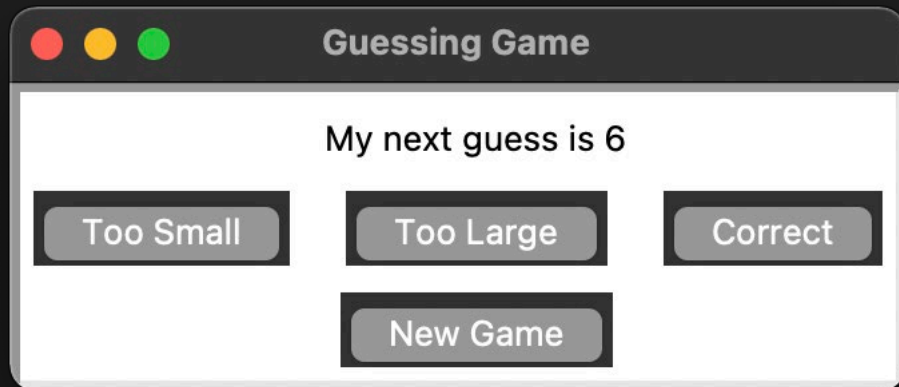 Guessing Game
My next guess is 6
Too Small Too Large Correct
New Game